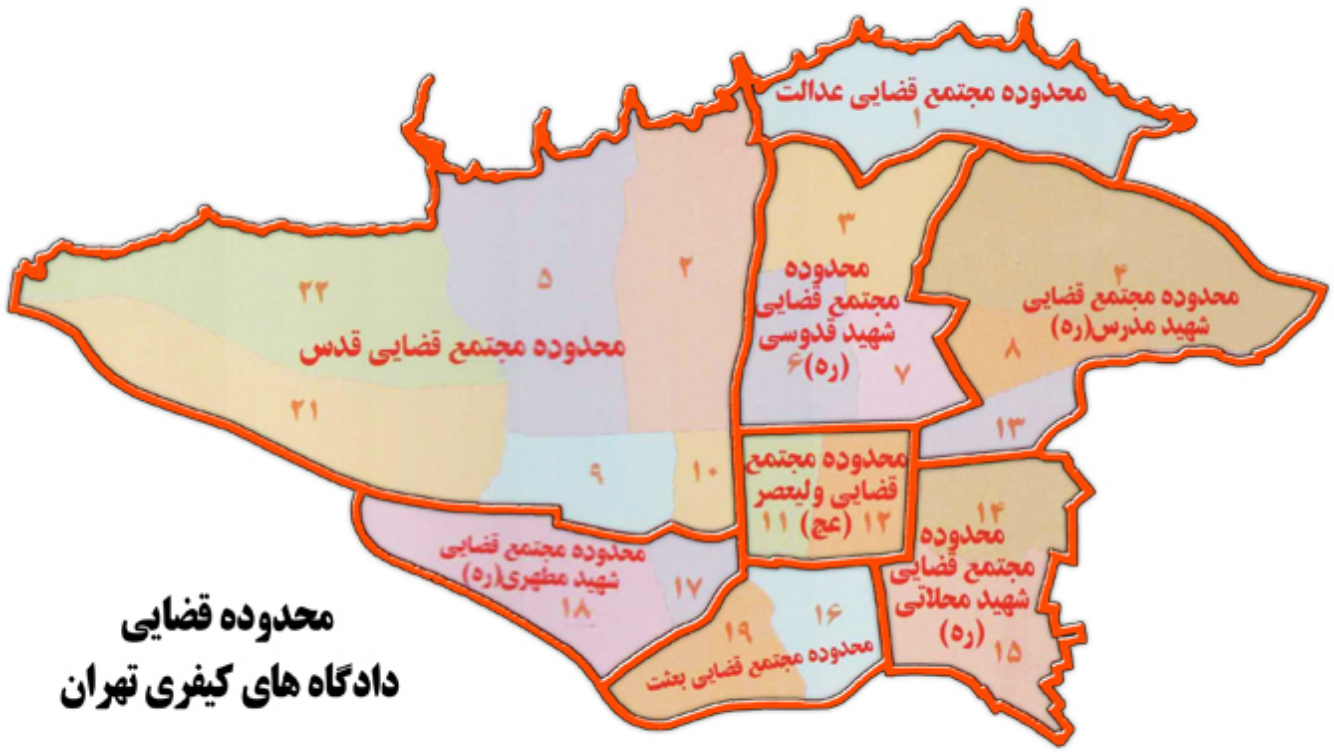 محدوده مجتمع قضایی عدالت
۱
۳
محدوده
مجتمع قضایی
شهید قدوسی
(ره)
۶
۷
۴
محدوده مجتمع قضایی
شهید مدرس(ره)
۸
۱۳
۲
۵
۲۲
محدوده مجتمع قضایی قدس
۲۱
۹
۱۰
محدوده مجتمع
قضایی ولیعصر
(عج)
۱۲
۱۱
۱۴
محدوده
مجتمع قضایی
شهید محلاتی
(ره)
۱۵
محدوده مجتمع قضایی
شهید مطهری(ره)
۱۷
۱۸
۱۶
۱۹
محدوده مجتمع قضایی بعثت
محدوده قضایی
دادگاه های کیفری تهران